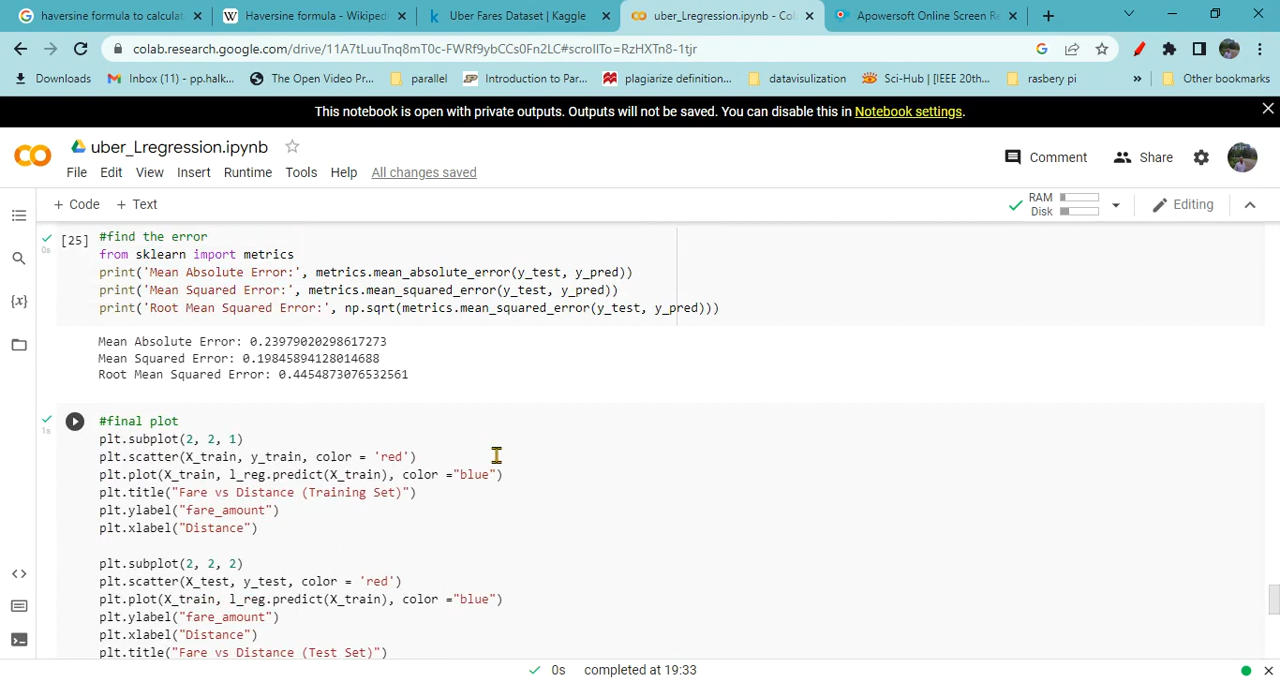 haversine formula to calculat
Haversine formula - Wikiped
Uber Fares Dataset | Kaggle
uber_Lregression.ipynb - Cola
Apowersoft Online Screen Re
colab.research.google.com/drive/11A7tLuuTnq8mT0c-FWRf9ybCCs0Fn2LC#scrollTo=RzHXTn8-1tjr
Downloads
Inbox (11) - pp.halk...
The Open Video Pr...
parallel
Introduction to Par...
plagiarize definition...
datavisulization
Sci-Hub | [IEEE 20th...
rasbery pi
»
Other bookmarks
This notebook is open with private outputs. Outputs will not be saved. You can disable this in Notebook settings.
uber_Lregression.ipynb
Comment
Share
File Edit View Insert Runtime Tools Help All changes saved
+ Code + Text
RAM
Disk
Editing
[25]
0s
#find the error
from sklearn import metrics
print('Mean Absolute Error:', metrics.mean_absolute_error(y_test, y_pred))
print('Mean Squared Error:', metrics.mean_squared_error(y_test, y_pred))
print('Root Mean Squared Error:', np.sqrt(metrics.mean_squared_error(y_test, y_pred)))
Mean Absolute Error: 0.23979020298617273
Mean Squared Error: 0.19845894128014688
Root Mean Squared Error: 0.4454873076532561
1s
#final plot
plt.subplot(2, 2, 1)
plt.scatter(X_train, y_train, color = 'red')
plt.plot(X_train, l_reg.predict(X_train), color ="blue")
plt.title("Fare vs Distance (Training Set)")
plt.ylabel("fare_amount")
plt.xlabel("Distance")
plt.subplot(2, 2, 2)
plt.scatter(X_test, y_test, color = 'red')
plt.plot(X_train, l_reg.predict(X_train), color ="blue")
plt.ylabel("fare_amount")
plt.xlabel("Distance")
plt.title("Fare vs Distance (Test Set)")
0s completed at 19:33